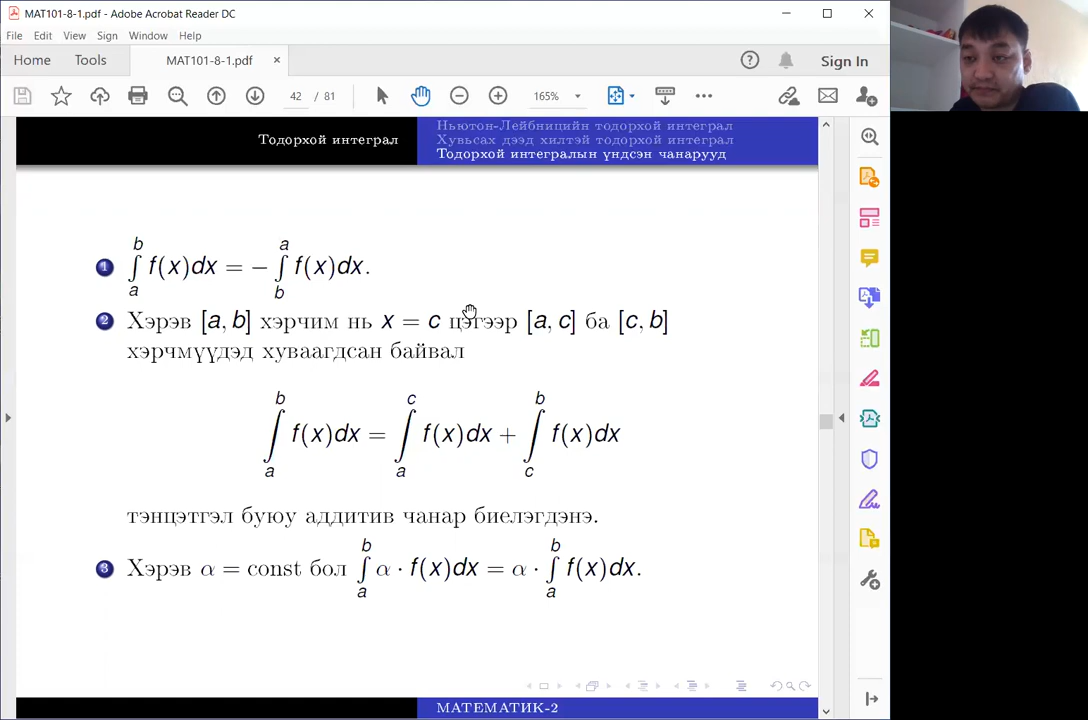 MAT101-8-1.pdf - Adobe Acrobat Reader DC
File Edit View Sign Window Help
Home Tools MAT101-8-1.pdf × Sign In
42 / 81 165%
Тодорхой интеграл
Ньютон-Лейбницийн тодорхой интеграл
Хувьсах дээд хилтэй тодорхой интеграл
Тодорхой интегралын үндсэн чанарууд
1 ∫_a^b f(x)dx = − ∫_b^a f(x)dx.
2 Хэрэв [a, b] хэрчим нь x = c цэгээр [a, c] ба [c, b]
хэрчмүүдэд хуваагдсан байвал
∫_a^b f(x)dx = ∫_a^c f(x)dx + ∫_c^b f(x)dx
тэнцэтгэл буюу аддитив чанар биелэгдэнэ.
3 Хэрэв α = const бол ∫_a^b α · f(x)dx = α · ∫_a^b f(x)dx.
МАТЕМАТИК-2